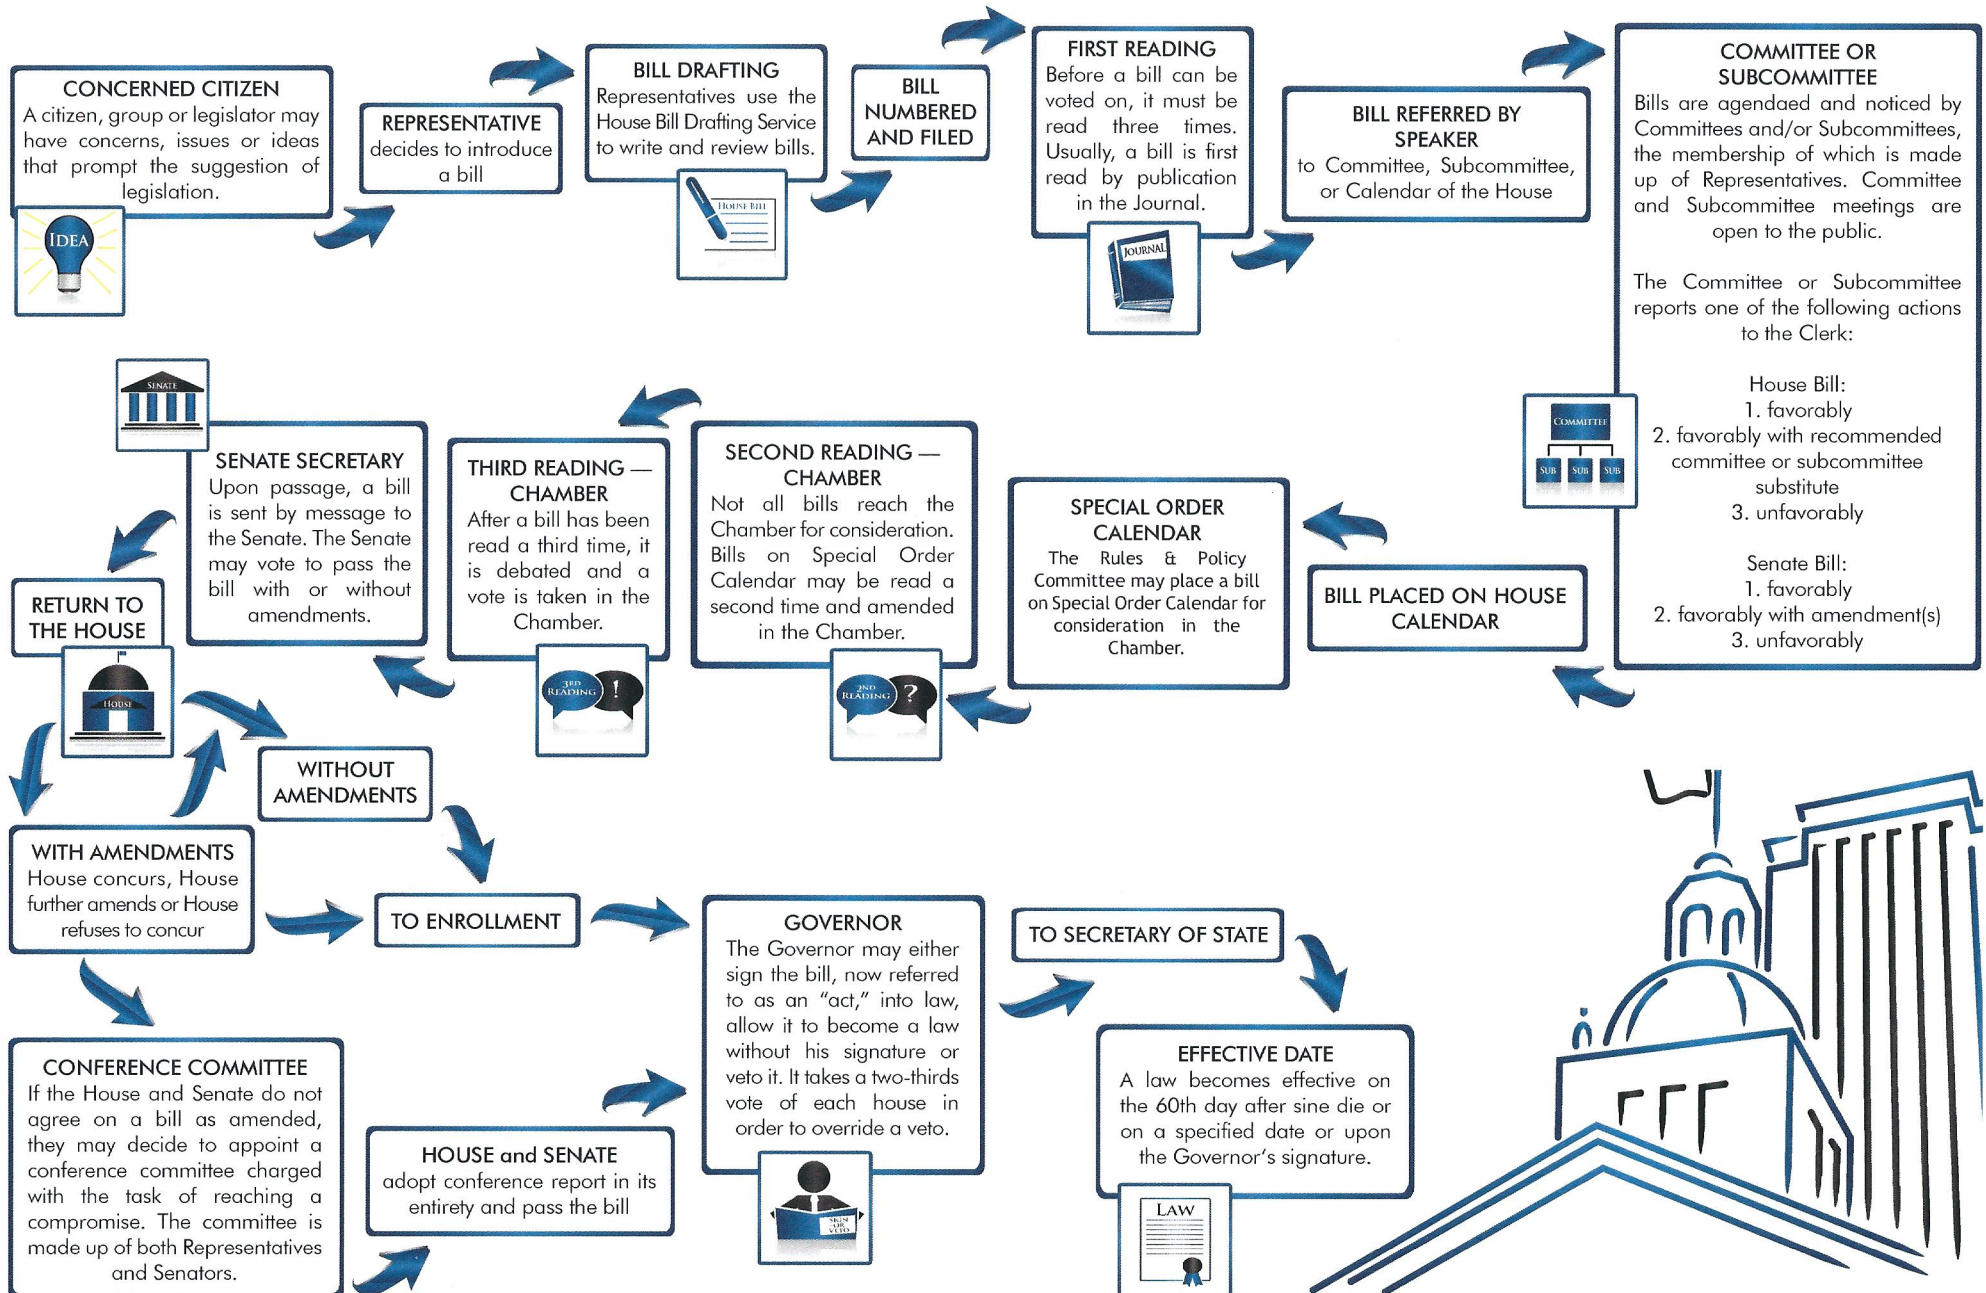 CONCERNED CITIZEN
A citizen, group or legislator may
have concerns, issues or ideas
that prompt the suggestion of
legislation.
IDEA
REPRESENTATIVE
decides to introduce
a bill
BILL DRAFTING
Representatives use the
House Bill Drafting Service
to write and review bills.
HOUSE BILL
BILL
NUMBERED
AND FILED
FIRST READING
Before a bill can be
voted on, it must be
read three times.
Usually, a bill is first
read by publication
in the Journal.
JOURNAL
BILL REFERRED BY
SPEAKER
to Committee, Subcommittee,
or Calendar of the House
COMMITTEE OR
SUBCOMMITTEE
Bills are agendaed and noticed by
Committees and/or Subcommittees,
the membership of which is made
up of Representatives. Committee
and Subcommittee meetings are
open to the public.
The Committee or Subcommittee
reports one of the following actions
to the Clerk:
House Bill:
1. favorably
2. favorably with recommended
committee or subcommittee
substitute
3. unfavorably
Senate Bill:
1. favorably
2. favorably with amendment(s)
3. unfavorably
COMMITTEE
SUB SUB SUB
BILL PLACED ON HOUSE
CALENDAR
SPECIAL ORDER
CALENDAR
The Rules & Policy
Committee may place a bill
on Special Order Calendar for
consideration in the
Chamber.
SECOND READING —
CHAMBER
Not all bills reach the
Chamber for consideration.
Bills on Special Order
Calendar may be read a
second time and amended
in the Chamber.
2ND
READING ?
THIRD READING —
CHAMBER
After a bill has been
read a third time, it
is debated and a
vote is taken in the
Chamber.
3RD
READING !
SENATE
SENATE SECRETARY
Upon passage, a bill
is sent by message to
the Senate. The Senate
may vote to pass the
bill with or without
amendments.
RETURN TO
THE HOUSE
HOUSE
WITHOUT
AMENDMENTS
WITH AMENDMENTS
House concurs, House
further amends or House
refuses to concur
TO ENROLLMENT
CONFERENCE COMMITTEE
If the House and Senate do not
agree on a bill as amended,
they may decide to appoint a
conference committee charged
with the task of reaching a
compromise. The committee is
made up of both Representatives
and Senators.
HOUSE and SENATE
adopt conference report in its
entirety and pass the bill
GOVERNOR
The Governor may either
sign the bill, now referred
to as an "act," into law,
allow it to become a law
without his signature or
veto it. It takes a two-thirds
vote of each house in
order to override a veto.
SIGN
OR
VETO
TO SECRETARY OF STATE
EFFECTIVE DATE
A law becomes effective on
the 60th day after sine die or
on a specified date or upon
the Governor's signature.
LAW